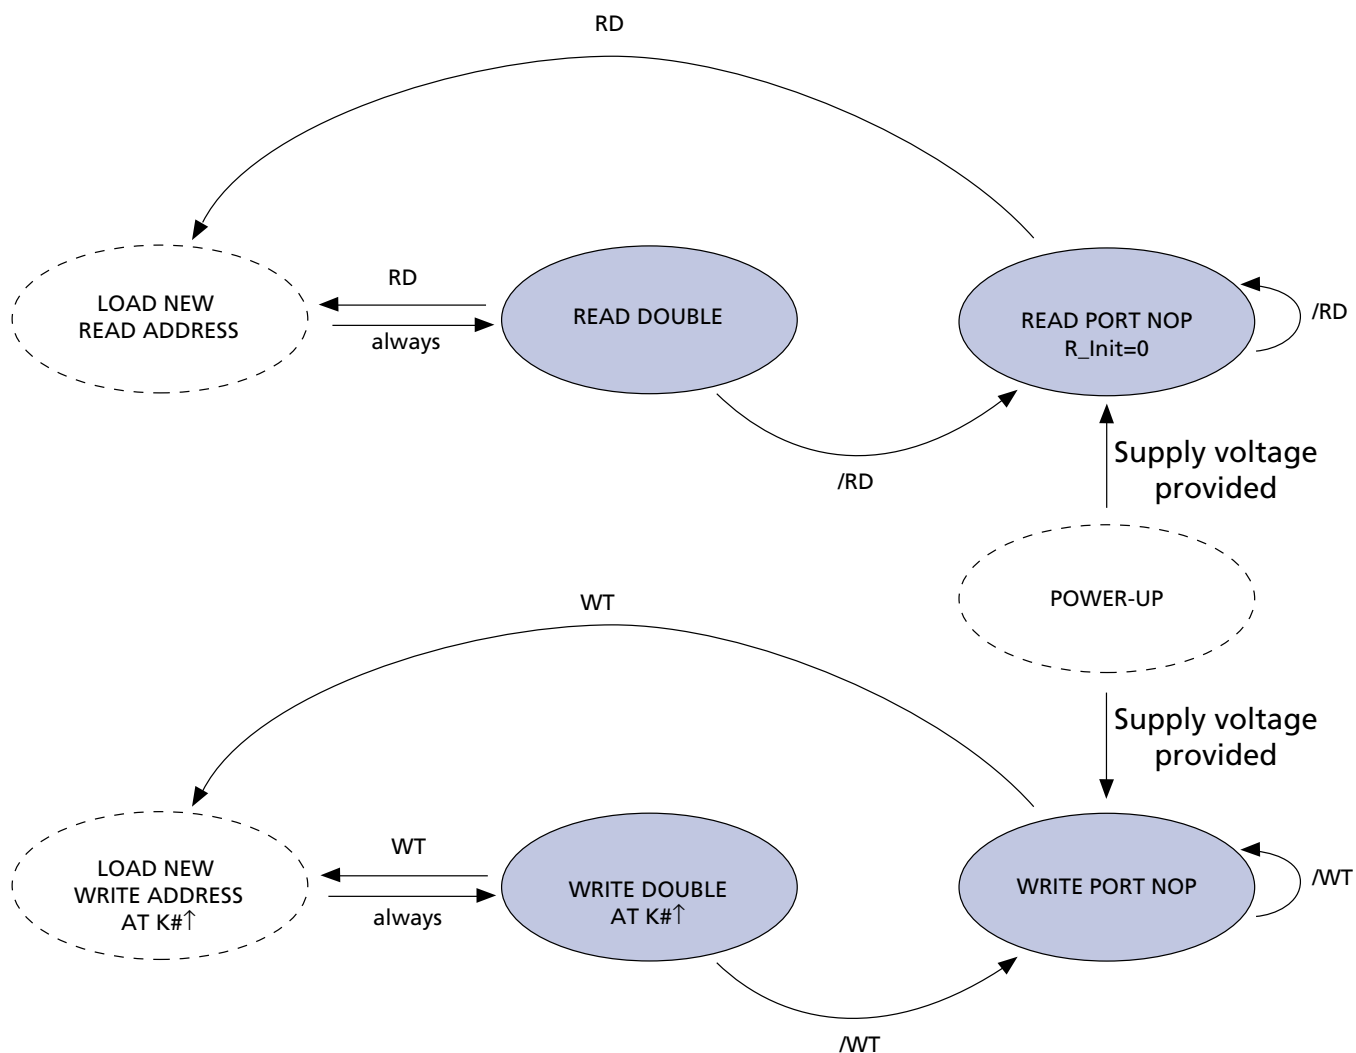 RD
LOAD NEW
READ ADDRESS
RD
always
READ DOUBLE
READ PORT NOP
R_Init=0
/RD
/RD
Supply voltage
provided
POWER-UP
WT
Supply voltage
provided
LOAD NEW
WRITE ADDRESS
AT K#↑
WT
always
WRITE DOUBLE
AT K#↑
WRITE PORT NOP
/WT
/WT